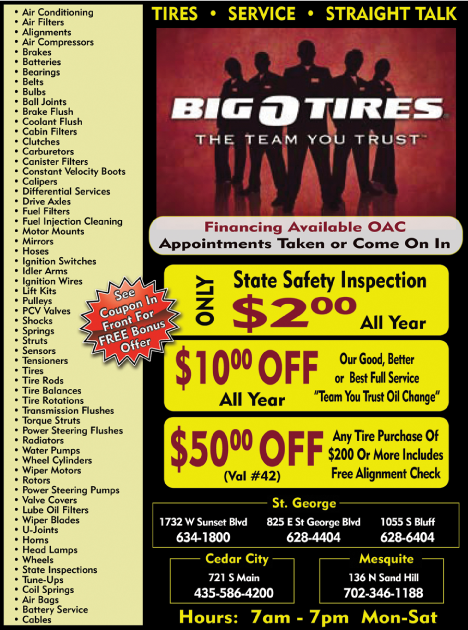 • Air Conditioning
• Air Filters
• Alignments
• Air Compressors
• Brakes
• Batteries
• Bearings
• Belts
• Bulbs
• Ball Joints
• Brake Flush
• Coolant Flush
• Cabin Filters
• Clutches
• Carburetors
• Canister Filters
• Constant Velocity Boots
• Calipers
• Differential Services
• Drive Axles
• Fuel Filters
• Fuel Injection Cleaning
• Motor Mounts
• Mirrors
• Hoses
• Ignition Switches
• Idler Arms
• Ignition Wires
• Lift Kits
• Pulleys
• PCV Valves
• Shocks
• Springs
• Struts
• Sensors
• Tensioners
• Tires
• Tire Rods
• Tire Balances
• Tire Rotations
• Transmission Flushes
• Torque Struts
• Power Steering Flushes
• Radiators
• Water Pumps
• Wheel Cylinders
• Wiper Motors
• Rotors
• Power Steering Pumps
• Valve Covers
• Lube Oil Filters
• Wiper Blades
• U-Joints
• Horns
• Head Lamps
• Wheels
• State Inspections
• Tune-Ups
• Coil Springs
• Air Bags
• Battery Service
• Cables
See
Coupon In
Front For
FREE Bonus
Offer
TIRES • SERVICE • STRAIGHT TALK
BIG O TIRES
THE TEAM YOU TRUST™
Financing Available OAC
Appointments Taken or Come On In
ONLY
State Safety Inspection
$2.00
All Year
$10.00 OFF
All Year
Our Good, Better
or Best Full Service
"Team You Trust Oil Change"
$50.00 OFF
(Val #42)
Any Tire Purchase Of
$200 Or More Includes
Free Alignment Check
St. George
1732 W Sunset Blvd 825 E St George Blvd 1055 S Bluff
634-1800 628-4404 628-6404
Cedar City
721 S Main
435-586-4200
Mesquite
136 N Sand Hill
702-346-1188
Hours: 7am - 7pm Mon-Sat